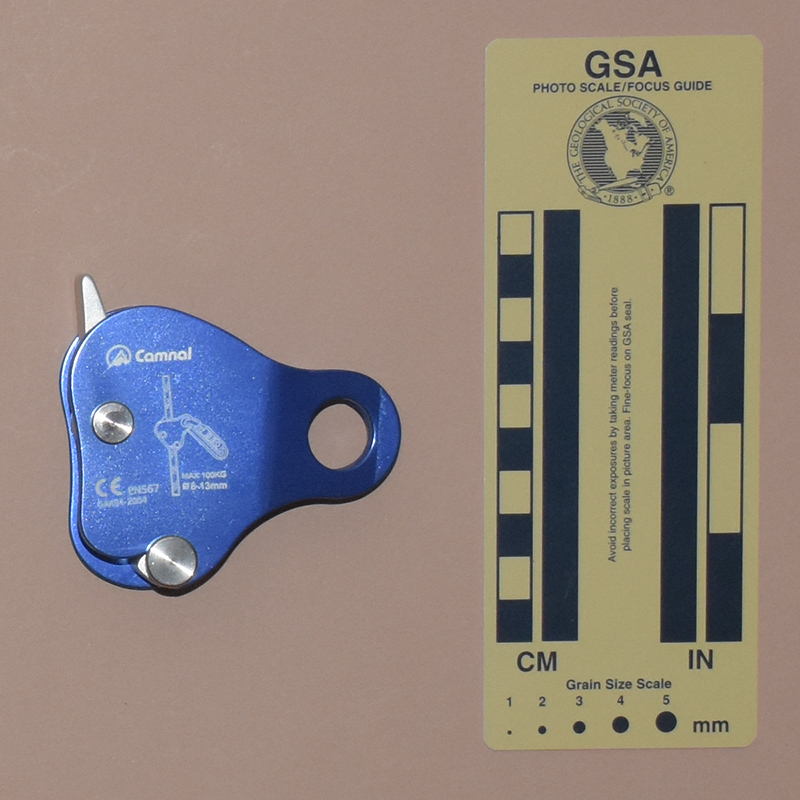 Camnal
MAX 100KG
CE EN567
Ø8-13mm
GSA
PHOTO SCALE/FOCUS GUIDE
THE GEOLOGICAL SOCIETY OF AMERICA ®
·1888·
Avoid incorrect exposures by taking meter readings before
placing scale in picture area. Fine-focus on GSA seal.
CM
IN
Grain Size Scale
1 2 3 4 5
mm